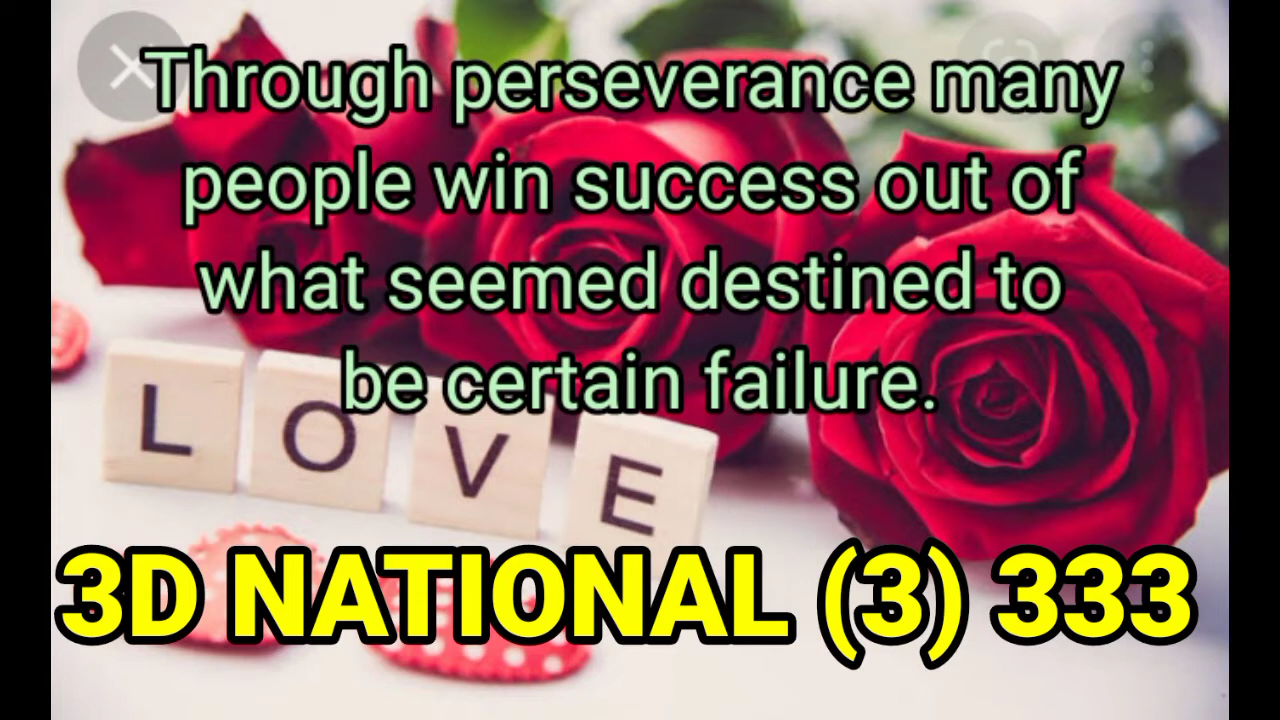 Through perseverance many
people win success out of
what seemed destined to
be certain failure.
L O V E
3D NATIONAL (3) 333